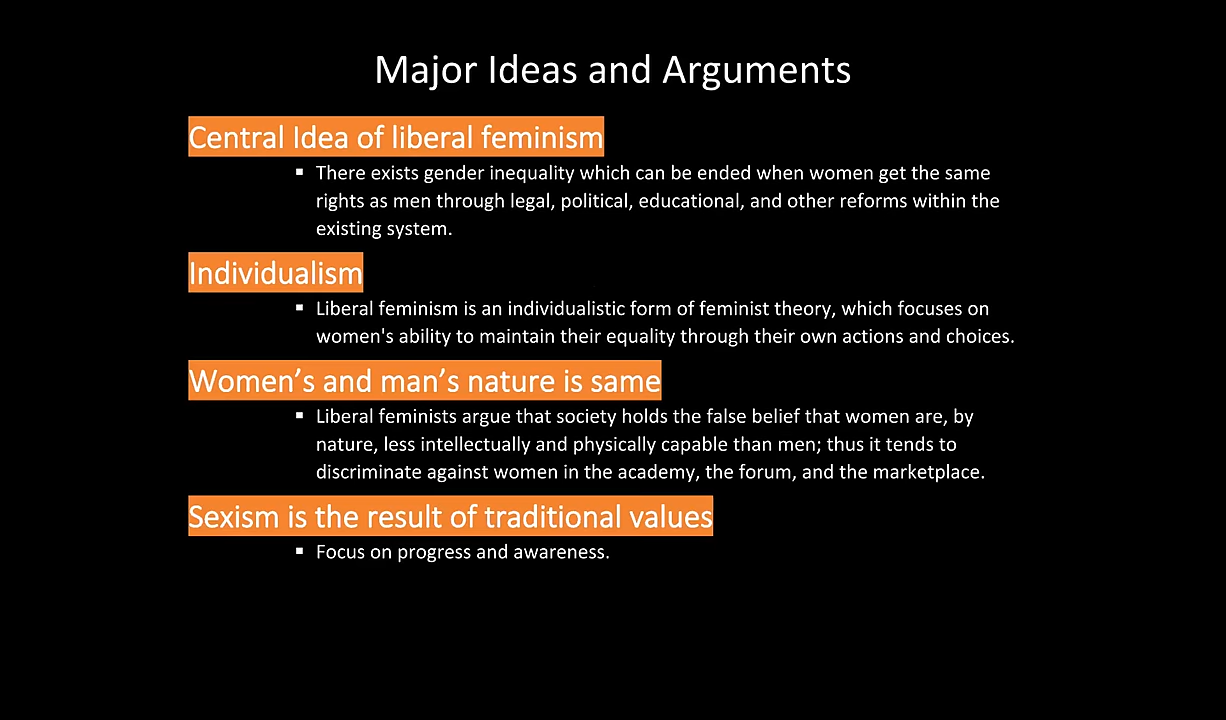 Major Ideas and Arguments
Central Idea of liberal feminism
▪ There exists gender inequality which can be ended when women get the same
rights as men through legal, political, educational, and other reforms within the
existing system.
Individualism
▪ Liberal feminism is an individualistic form of feminist theory, which focuses on
women's ability to maintain their equality through their own actions and choices.
Women’s and man’s nature is same
▪ Liberal feminists argue that society holds the false belief that women are, by
nature, less intellectually and physically capable than men; thus it tends to
discriminate against women in the academy, the forum, and the marketplace.
Sexism is the result of traditional values
▪ Focus on progress and awareness.